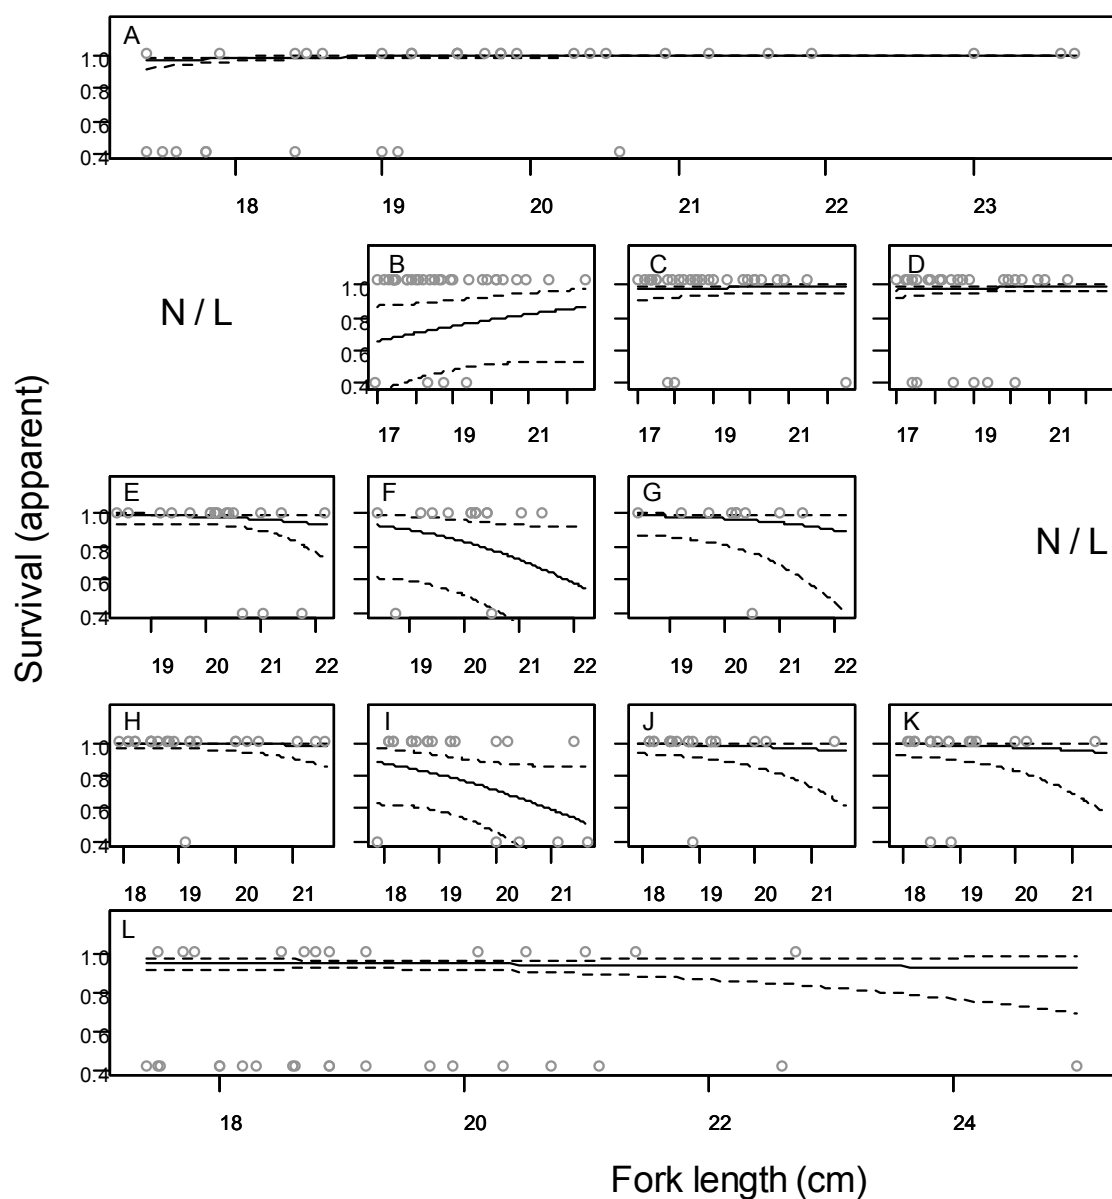 A
1.0
0.8
0.6
0.4
18 19 20 21 22 23
N / L
B
1.0
0.8
0.6
0.4
17 19 21
C
17 19 21
D
17 19 21
Survival (apparent)
E
1.0
0.8
0.6
0.4
19 20 21 22
F
19 20 21 22
G
19 20 21 22
N / L
H
1.0
0.8
0.6
0.4
18 19 20 21
I
18 19 20 21
J
18 19 20 21
K
18 19 20 21
L
1.0
0.8
0.6
0.4
18 20 22 24
Fork length (cm)